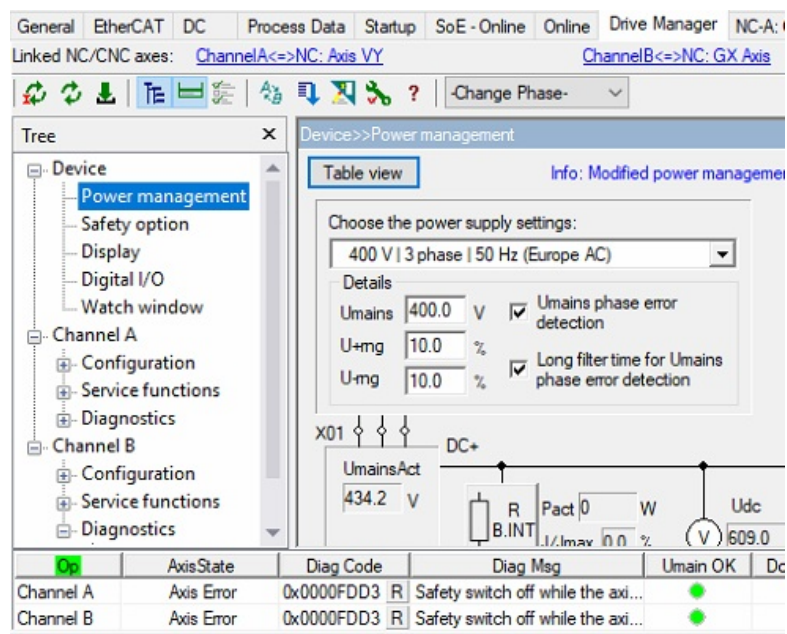 General EtherCAT DC Process Data Startup SoE - Online Online Drive Manager NC-A:
Linked NC/CNC axes: ChannelA<=>NC: Axis VY ChannelB<=>NC: GX Axis
? -Change Phase-
Tree X
Device>>Power management
Device
Power management
Safety option
Display
Digital I/O
Watch window
Channel A
Configuration
Service functions
Diagnostics
Channel B
Configuration
Service functions
Diagnostics
Table view Info: Modified power managemen
Choose the power supply settings:
400 V | 3 phase | 50 Hz (Europe AC)
Details
Umains 400.0 V
Umains phase error
detection
U+rng 10.0 %
U-rng 10.0 %
Long filter time for Umains
phase error detection
X01
DC+
UmainsAct
434.2 V
R
B.INT
Pact 0 W
I/Imax 0.0 %
V
Udc
609.0
Op AxisState Diag Code Diag Msg Umain OK Dc
Channel A Axis Error 0x0000FDD3 R Safety switch off while the axi...
Channel B Axis Error 0x0000FDD3 R Safety switch off while the axi...